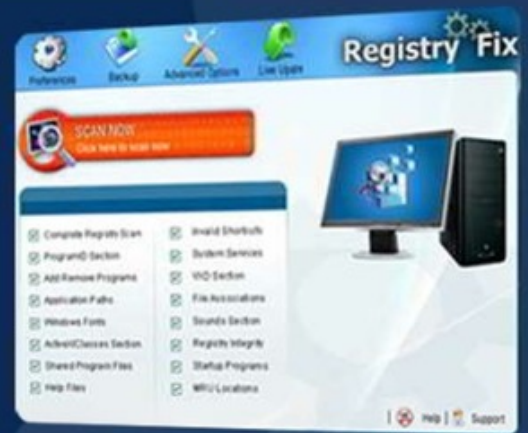 Registry Fix
Preferences
Backup
Advanced Options
Live Update
SCAN NOW
Click here to scan now
Complete Registry Scan
ProgramID Section
Add Remove Programs
Application Paths
Windows Fonts
ActiveX/Classes Section
Shared Program Files
Help Files
Invalid Shortcuts
System Services
VXD Section
File Associations
Sounds Section
Registry Integrity
Startup Programs
MRU Locations
Help
Support